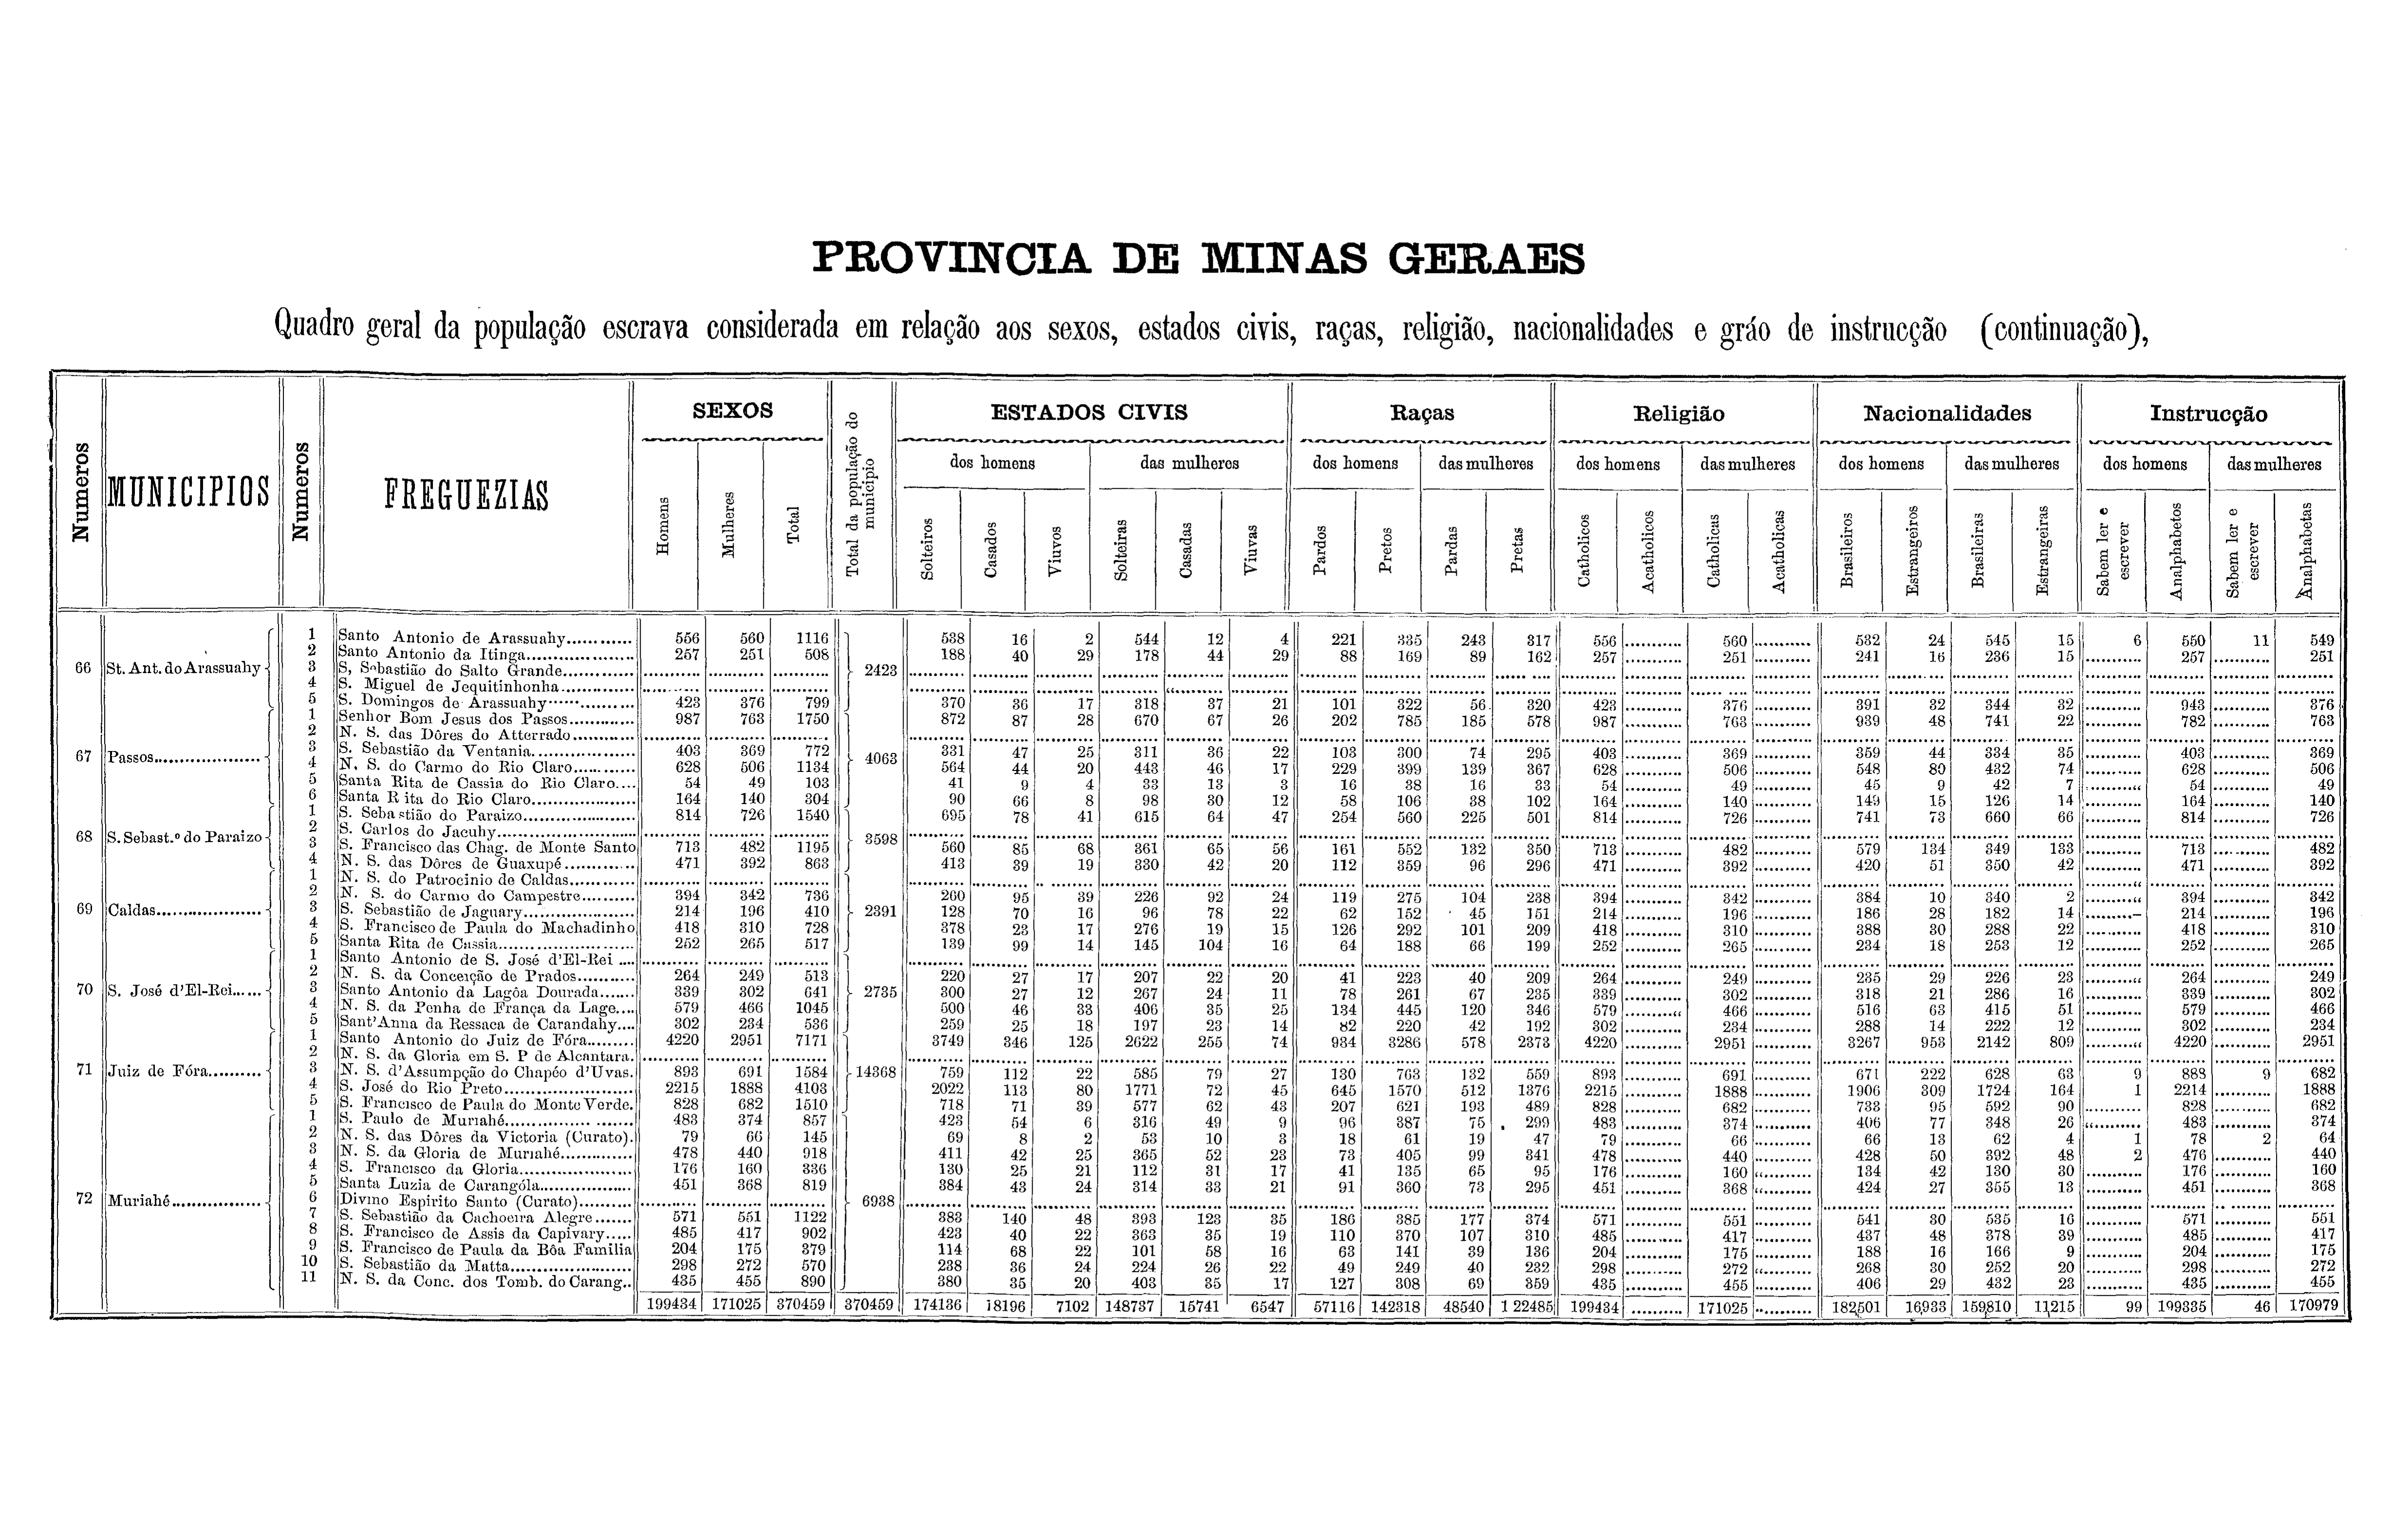 PROVINCIA DE MINAS GERAES
Quadro geral da população escrava considerada em relação aos sexos, estados civis, raças, religião, nacionalidades e gráo de instrucção (continuação),
Numeros MUNICIPIOS Numeros FREGUEZIAS SEXOS Total da população do municipio ESTADOS CIVIS Raças Religião Nacionalidades Instrucção
dos homens das mulheres dos homens das mulheres dos homens das mulheres dos homens das mulheres dos homens das mulheres
Homens Mulheres Total Solteiros Casados Viuvos Solteiras Casadas Viuvas Pardos Pretos Pardas Pretas Catholicos Acatholicos Catholicas Acatholicas Brasileiros Estrangeiros Brasileiras Estrangeiras Sabem ler e escrever Analphabetos Sabem ler e escrever Analphabetas
1 Santo Antonio de Arassuahy 556 560 1116 538 16 2 544 12 4 221 335 243 317 556 560 532 24 545 15 6 550 11 549
2 Santo Antonio da Itinga 257 251 508 188 40 29 178 44 29 88 169 89 162 257 251 241 16 236 15 257 251
66 St. Ant. do Arassuahy 3 S, Sebastião do Salto Grande 2423
4 S. Miguel de Jequitinhonha
5 S. Domingos de Arassuahy 423 376 799 370 36 17 318 37 21 101 322 56 320 423 376 391 32 344 32 943 376
1 Senhor Bom Jesus dos Passos 987 763 1750 872 87 28 670 67 26 202 785 185 578 987 763 939 48 741 22 782 763
2 N. S. das Dôres do Atterrado
67 Passos 3 S. Sebastião da Ventania 403 369 772 4063 331 47 25 311 36 22 103 300 74 295 403 369 359 44 334 35 403 369
4 N. S. do Carmo do Rio Claro 628 506 1134 564 44 20 443 46 17 229 399 139 367 628 506 548 80 432 74 628 506
5 Santa Rita de Cassia do Rio Claro 54 49 103 41 9 4 33 13 3 16 38 16 33 54 49 45 9 42 7 54 49
6 Santa Rita do Rio Claro 164 140 304 90 66 8 98 30 12 58 106 38 102 164 140 149 15 126 14 164 140
1 S. Sebastião do Paraizo 814 726 1540 695 78 41 615 64 47 254 560 225 501 814 726 741 73 660 66 814 726
68 S. Sebast.º do Paraizo 2 S. Carlos do Jacuhy 3598
3 S. Francisco das Chag. de Monte Santo 713 482 1195 560 85 68 361 65 56 161 552 132 350 713 482 579 134 349 133 713 482
4 N. S. das Dôres de Guaxupé 471 392 863 413 39 19 330 42 20 112 359 96 296 471 392 420 51 350 42 471 392
1 N. S. do Patrocinio de Caldas
2 N. S. do Carmo do Campestre 394 342 736 260 95 39 226 92 24 119 275 104 238 394 342 384 10 340 2 394 342
69 Caldas 3 S. Sebastião de Jaguary 214 196 410 2391 128 70 16 96 78 22 62 152 45 151 214 196 186 28 182 14 214 196
4 S. Francisco de Paula do Machadinho 418 310 728 378 23 17 276 19 15 126 292 101 209 418 310 388 30 288 22 418 310
5 Santa Rita de Cassia 252 265 517 139 99 14 145 104 16 64 188 66 199 252 265 234 18 253 12 252 265
1 Santo Antonio de S. José d'El-Rei
2 N. S. da Conceição de Prados 264 249 513 220 27 17 207 22 20 41 223 40 209 264 249 235 29 226 23 264 249
70 S. José d'El-Rei 3 Santo Antonio da Lagôa Dourada 339 302 641 2735 300 27 12 267 24 11 78 261 67 235 339 302 318 21 286 16 339 302
4 N. S. da Penha de França da Lage 579 466 1045 500 46 33 406 35 25 134 445 120 346 579 466 516 63 415 51 579 466
5 Sant'Anna da Ressaca de Carandahy 302 234 536 259 25 18 197 23 14 82 220 42 192 302 234 288 14 222 12 302 234
1 Santo Antonio do Juiz de Fóra 4220 2951 7171 3749 346 125 2622 255 74 934 3286 578 2373 4220 2951 3267 953 2142 809 4220 2951
2 N. S. da Gloria em S. P de Alcantara.
71 Juiz de Fóra 3 N. S. d'Assumpção do Chapéo d'Uvas. 893 691 1584 14368 759 112 22 585 79 27 130 763 132 559 893 691 671 222 628 63 9 888 9 682
4 S. José do Rio Preto 2215 1888 4103 2022 113 80 1771 72 45 645 1570 512 1376 2215 1888 1906 309 1724 164 1 2214 1888
5 S. Francisco de Paula do Monte Verde. 828 682 1510 718 71 39 577 62 43 207 621 193 489 828 682 733 95 592 90 828 682
1 S. Paulo de Muriahé 483 374 857 423 54 6 316 49 9 96 387 75 299 483 374 406 77 348 26 483 374
2 N. S. das Dôres da Victoria (Curato). 79 66 145 69 8 2 53 10 3 18 61 19 47 79 66 66 13 62 4 1 78 2 64
3 N. S. da Gloria de Muriahé 478 440 918 411 42 25 365 52 23 73 405 99 341 478 440 428 50 392 48 2 476 440
4 S. Francisco da Gloria 176 160 336 130 25 21 112 31 17 41 135 65 95 176 160 134 42 130 30 176 160
5 Santa Luzia de Carangóla 451 368 819 384 43 24 314 33 21 91 360 73 295 451 368 424 27 355 13 451 368
72 Muriahé 6 Divino Espirito Santo (Curato) 6938
7 S. Sebastião da Cachoeira Alegre 571 551 1122 383 140 48 393 123 35 186 385 177 374 571 551 541 30 535 16 571 551
8 S. Francisco de Assis da Capivary 485 417 902 423 40 22 363 35 19 110 370 107 310 485 417 437 48 378 39 485 417
9 S. Francisco de Paula da Bôa Familia 204 175 379 114 68 22 101 58 16 63 141 39 136 204 175 188 16 166 9 204 175
10 S. Sebastião da Matta 298 272 570 238 36 24 224 26 22 49 249 40 232 298 272 268 30 252 20 298 272
11 N. S. da Conc. dos Tomb. do Carang. 435 455 890 380 35 20 403 35 17 127 308 69 359 435 455 406 29 432 23 435 455
199434 171025 370459 370459 174136 18196 7102 148737 15741 6547 57116 142318 48540 1 22485 199434 171025 182,501 16,933 159,810 11,215 99 199335 46 170979